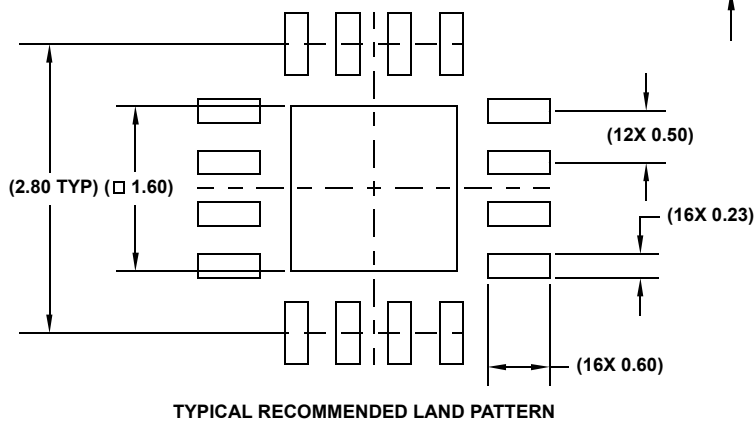 (12X 0.50)
(2.80 TYP) (□ 1.60)
(16X 0.23)
(16X 0.60)
TYPICAL RECOMMENDED LAND PATTERN